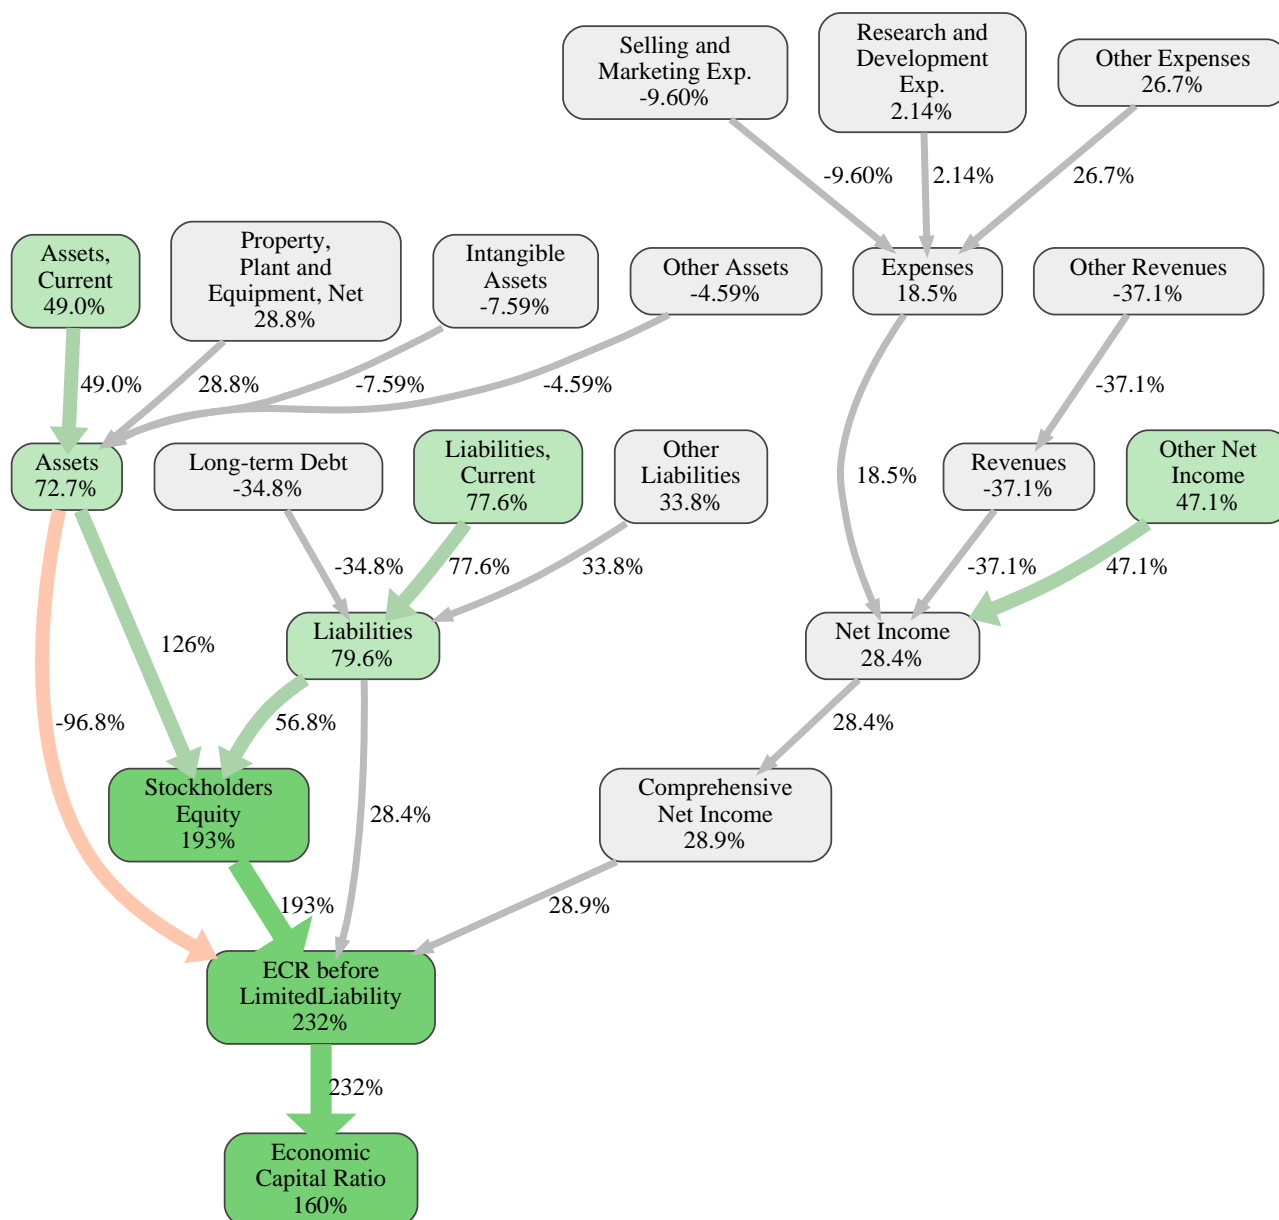 Selling and
Marketing Exp.
-9.60%
Research and
Development
Exp.
2.14%
Other Expenses
26.7%
-9.60%
2.14%
26.7%
Assets,
Current
49.0%
Property,
Plant and
Equipment, Net
28.8%
Intangible
Assets
-7.59%
Other Assets
-4.59%
Expenses
18.5%
Other Revenues
-37.1%
49.0%
28.8%
-7.59%
-4.59%
-37.1%
Assets
72.7%
Long-term Debt
-34.8%
Liabilities,
Current
77.6%
Other
Liabilities
33.8%
18.5%
Revenues
-37.1%
Other Net
Income
47.1%
-34.8%
77.6%
33.8%
-37.1%
47.1%
126%
Liabilities
79.6%
Net Income
28.4%
-96.8%
56.8%
28.4%
Stockholders
Equity
193%
28.4%
Comprehensive
Net Income
28.9%
193%
28.9%
ECR before
LimitedLiability
232%
232%
Economic
Capital Ratio
160%